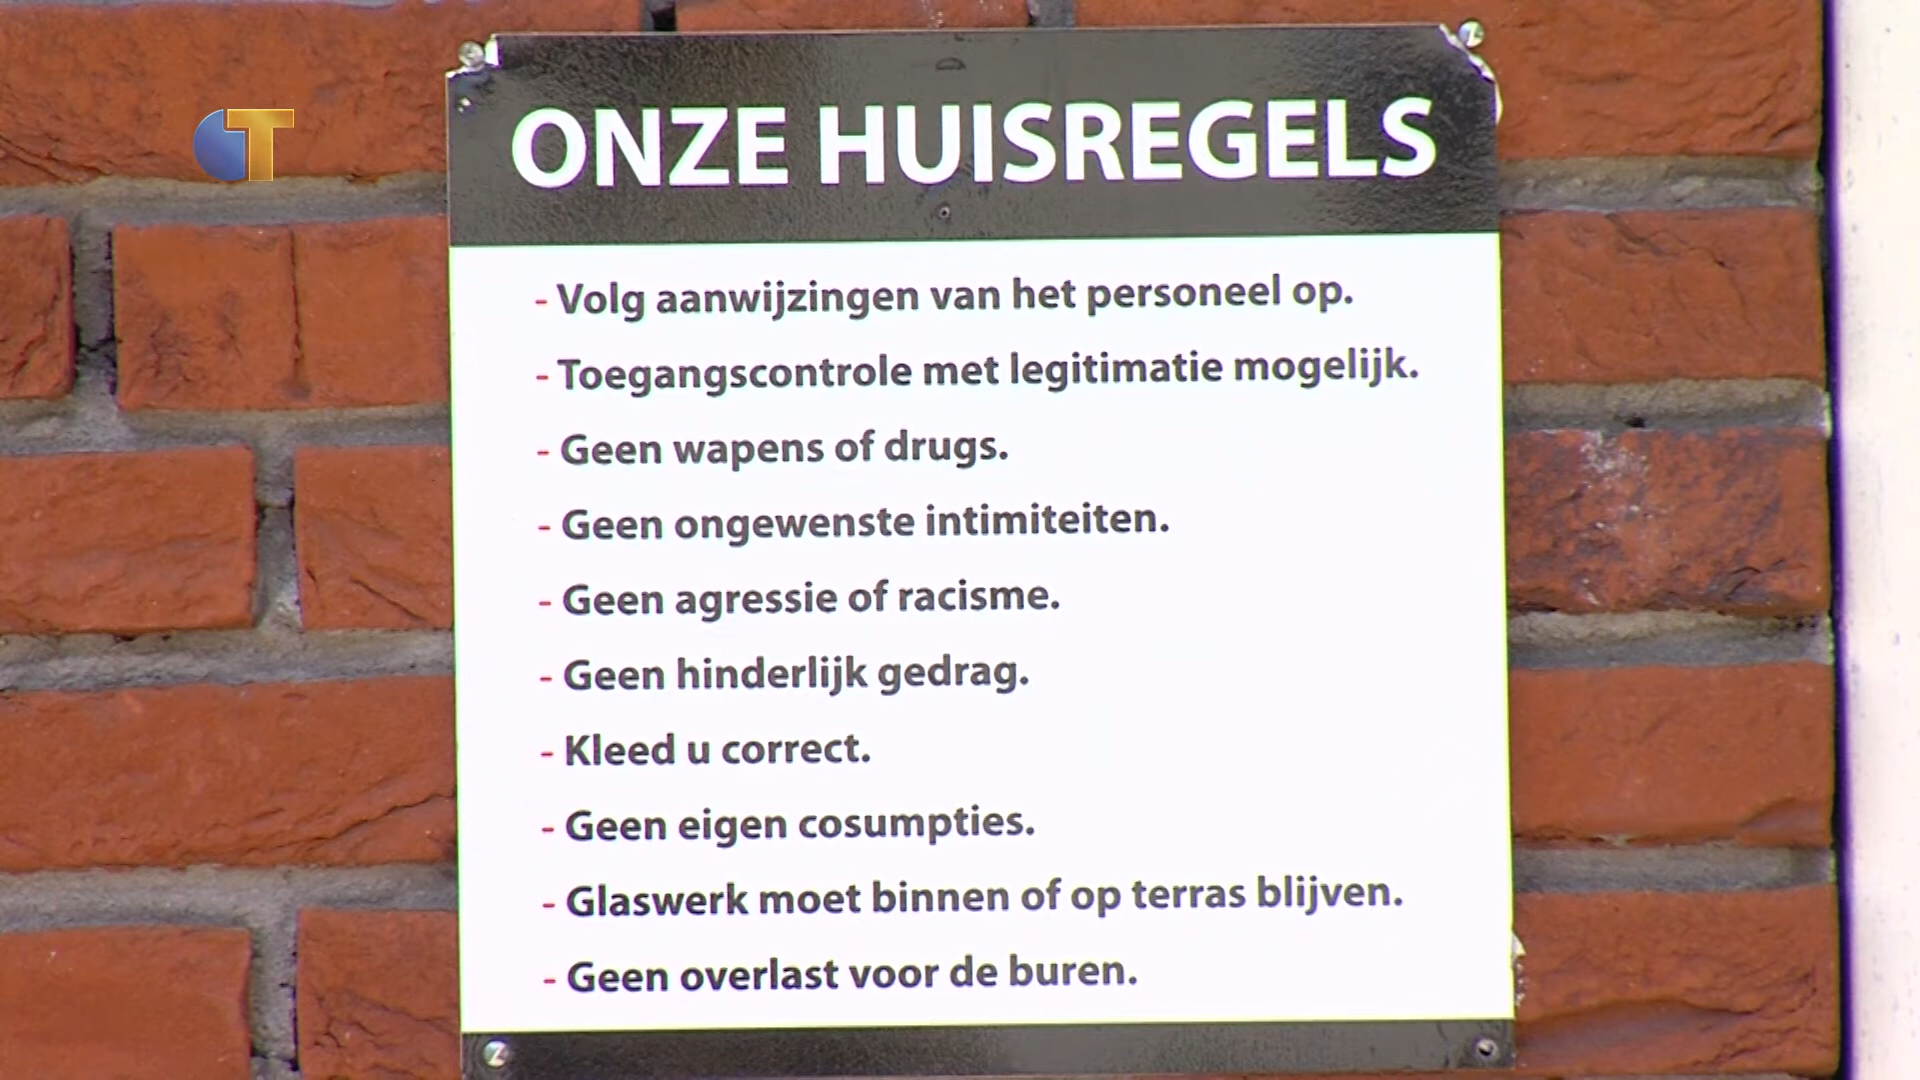 T
ONZE HUISREGELS
- Volg aanwijzingen van het personeel op.
- Toegangscontrole met legitimatie mogelijk.
- Geen wapens of drugs.
- Geen ongewenste intimiteiten.
- Geen agressie of racisme.
- Geen hinderlijk gedrag.
- Kleed u correct.
- Geen eigen cosumpties.
- Glaswerk moet binnen of op terras blijven.
- Geen overlast voor de buren.